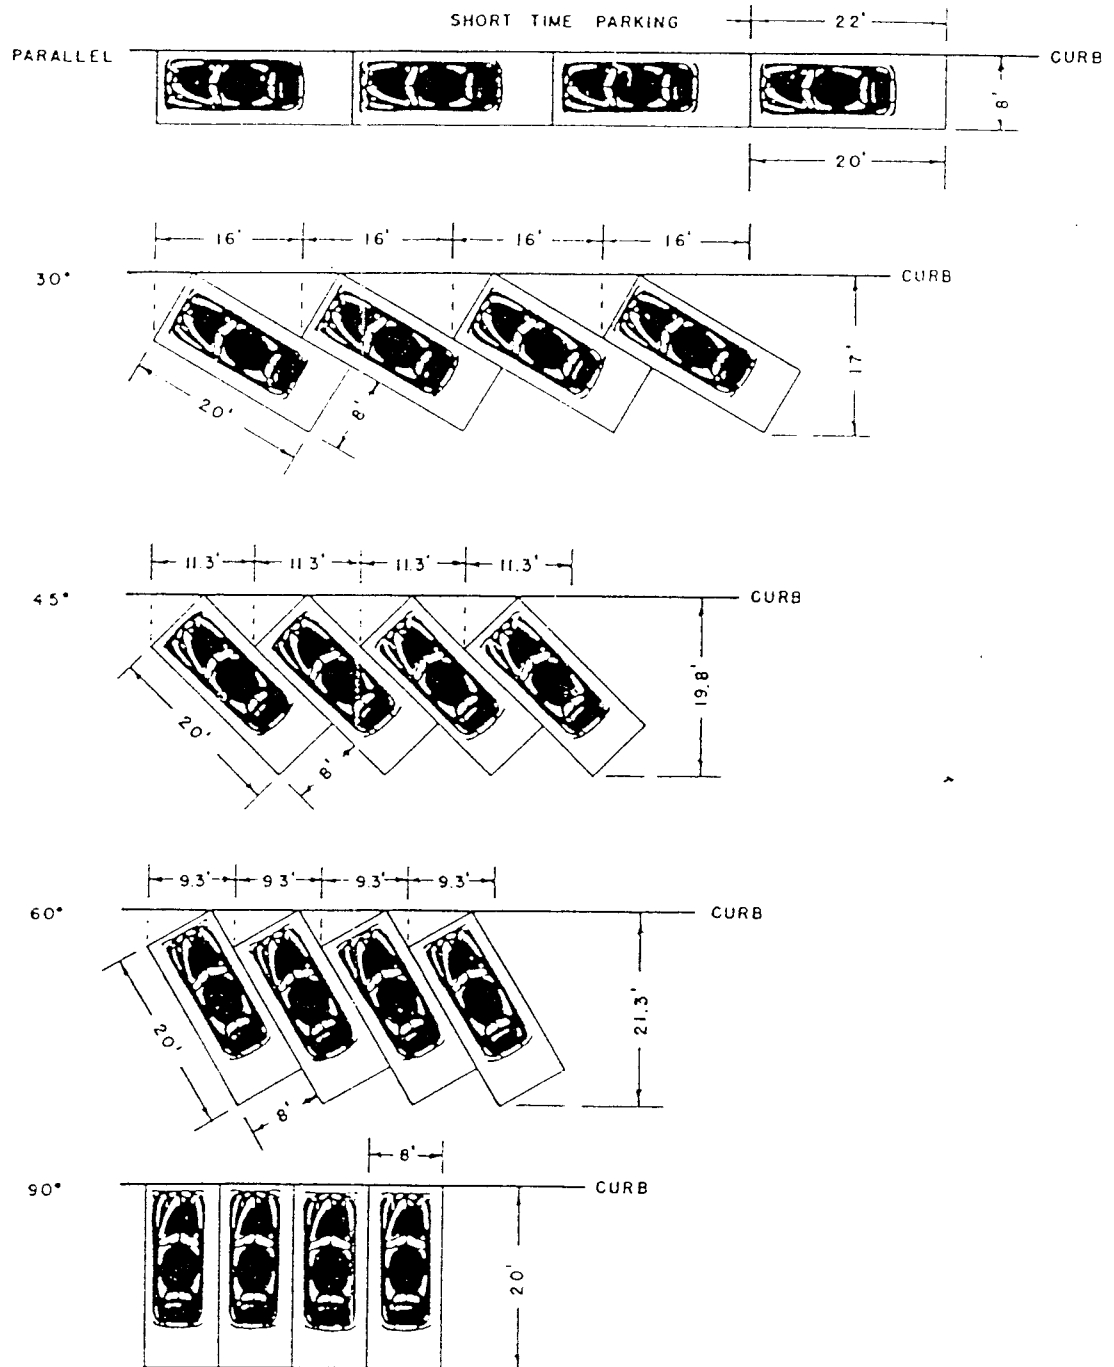 SHORT TIME PARKING 22'
PARALLEL CURB
8'
20'
16' 16' 16' 16'
30° CURB
17'
20' 8'
11.3' 11.3' 11.3' 11.3'
45° CURB
19.8'
20'
8'
9.3' 9.3' 9.3' 9.3'
60° CURB
21.3'
20'
8'
8'
90° CURB
20'